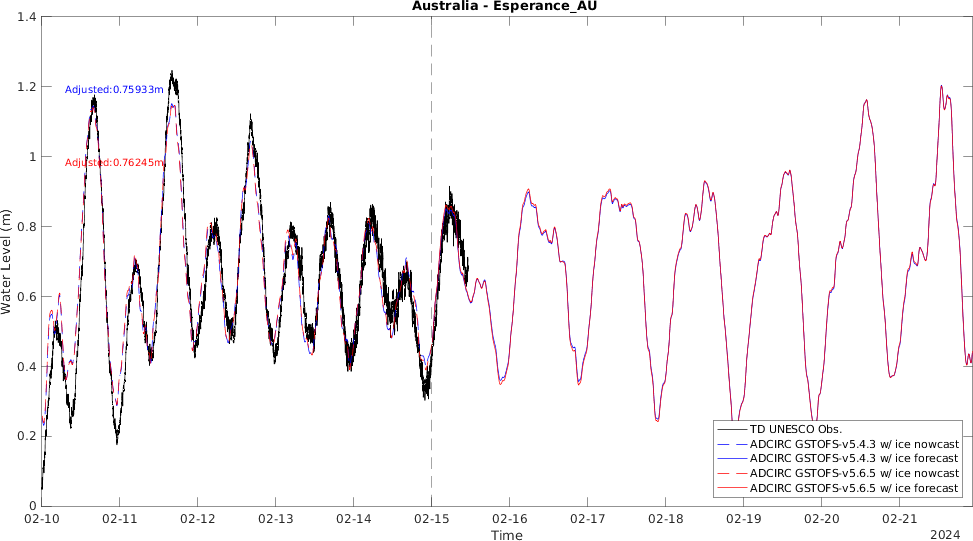 Australia - Esperance_AU
1.4
1.2
1
0.8
0.6
0.4
0.2
0
Water Level (m)
Adjusted:0.75933m
Adjusted:0.76245m
TD UNESCO Obs.
ADCIRC GSTOFS-v5.4.3 w/ ice nowcast
ADCIRC GSTOFS-v5.4.3 w/ ice forecast
ADCIRC GSTOFS-v5.6.5 w/ ice nowcast
ADCIRC GSTOFS-v5.6.5 w/ ice forecast
02-10 02-11 02-12 02-13 02-14 02-15 02-16 02-17 02-18 02-19 02-20 02-21
Time
2024